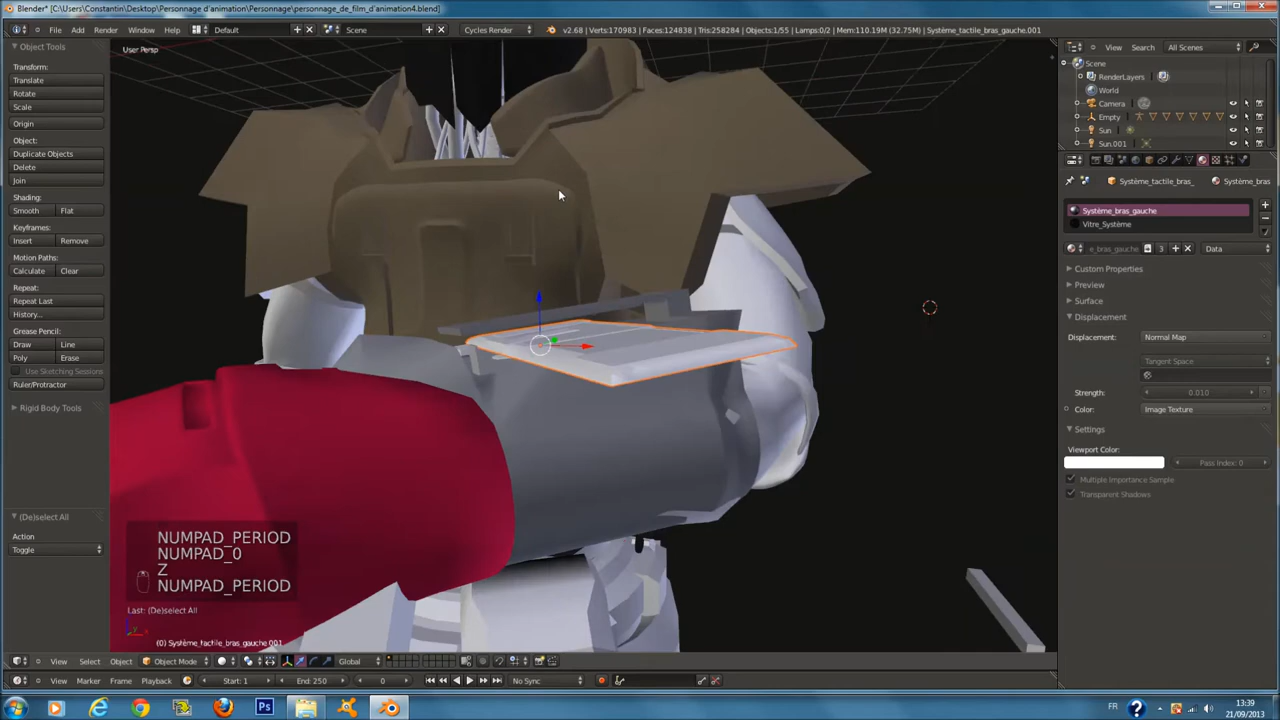 Blender* [C:\Users\Constantin\Desktop\Personnage d'animation\Personnage\personnage_de_film_d'animation4.blend]
File Add Render Window Help Default Scene Cycles Render v2.68 | Verts:170983 | Faces:124838 | Tris:258284 | Objects:1/55 | Lamps:0/2 | Mem:110.19M (32.75M) | Système_tactile_bras_gauche.001
Object Tools
User Persp
Transform:
Translate
Rotate
Scale
Origin
Object:
Duplicate Objects
Delete
Join
Shading:
Smooth Flat
Keyframes:
Insert Remove
Motion Paths:
Calculate Clear
Repeat:
Repeat Last
History...
Grease Pencil:
Draw Line
Poly Erase
Use Sketching Sessions
Ruler/Protractor
Rigid Body Tools
(De)select All
Action
Toggle
NUMPAD_PERIOD
NUMPAD_0
Z
NUMPAD_PERIOD
Last: (De)select All
(0) Système_tactile_bras_gauche.001
View Select Object Object Mode Global
View Marker Frame Playback Start: 1 End: 250 0 No Sync
View Search All Scenes
Scene
RenderLayers
World
Camera
Empty
Sun
Sun.001
Système_tactile_bras_ Système_bras
Système_bras_gauche
Vitre_Système
e_bras_gauche 3 Data
Custom Properties
Preview
Surface
Displacement
Displacement: Normal Map
Tangent Space
Strength: 0.010
Color: Image Texture
Settings
Viewport Color:
Pass Index: 0
Multiple Importance Sample
Transparent Shadows
FR 13:39
21/09/2013